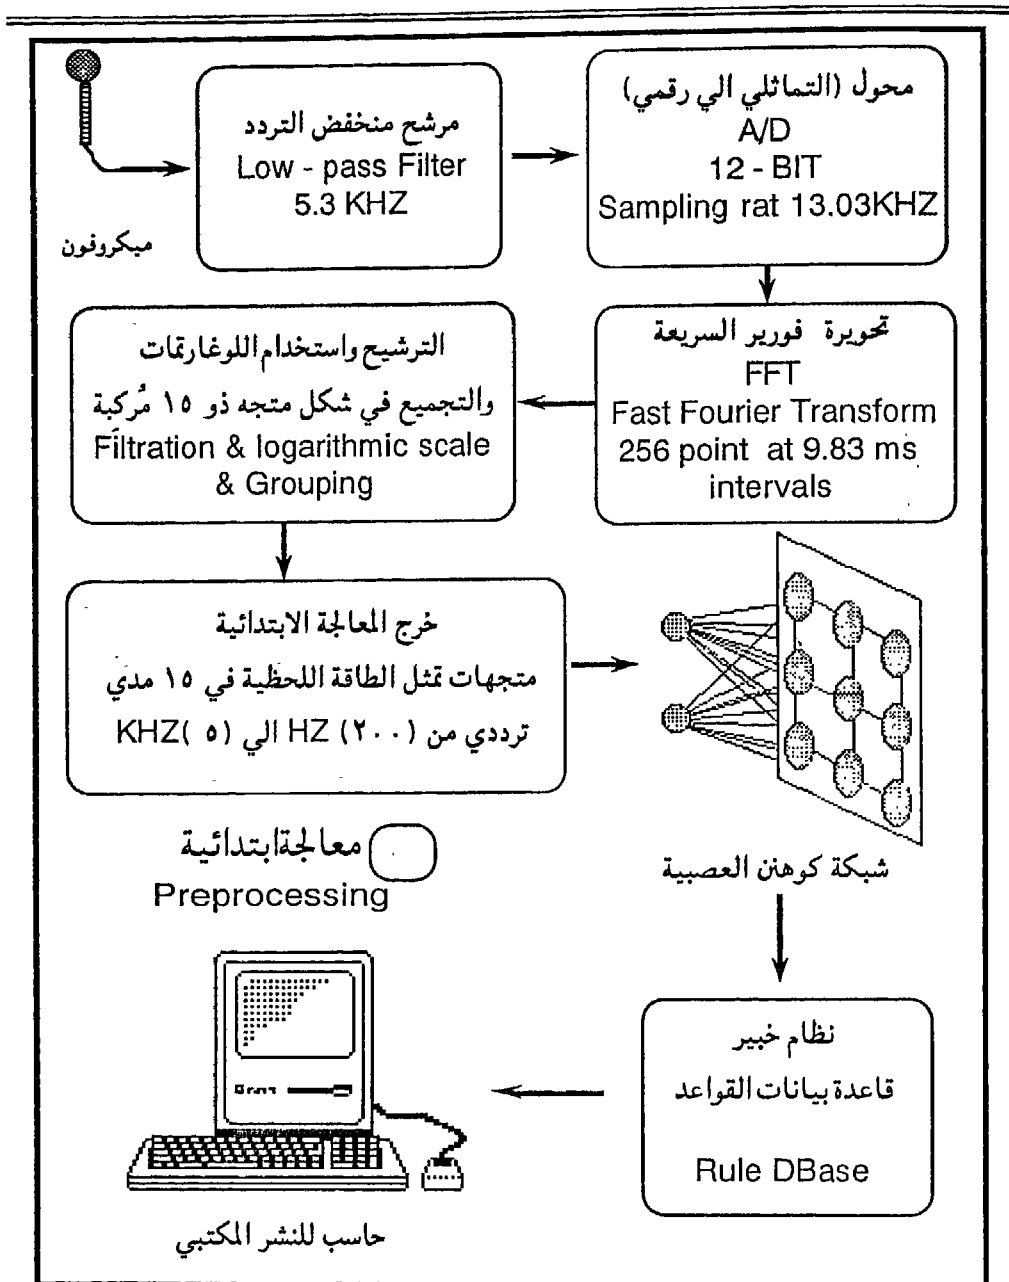 ميكروفون
مرشح منخفض التردد
Low - pass Filter
5.3 KHZ
محول (التماثلي الي رقمي)
A/D
12 - BIT
Sampling rat 13.03KHZ
تحويرة فورير السريعة
FFT
Fast Fourier Transform
256 point at 9.83 ms
intervals
الترشيح واستخدام اللوغارتمات
والتجميع في شكل متجه ذو ١٥ مُركبة
Filtration & logarithmic scale
& Grouping
خرج المعالجة الابتدائية
متجهات تمثل الطاقة اللحظية في ١٥ مدي
ترددي من (٢٠٠) HZ الي (٥ )KHZ
شبكة كوهنن العصبية
معالجة ابتدائية
Preprocessing
نظام خبير
قاعدة بيانات القواعد
Rule DBase
حاسب للنشر المكتبي